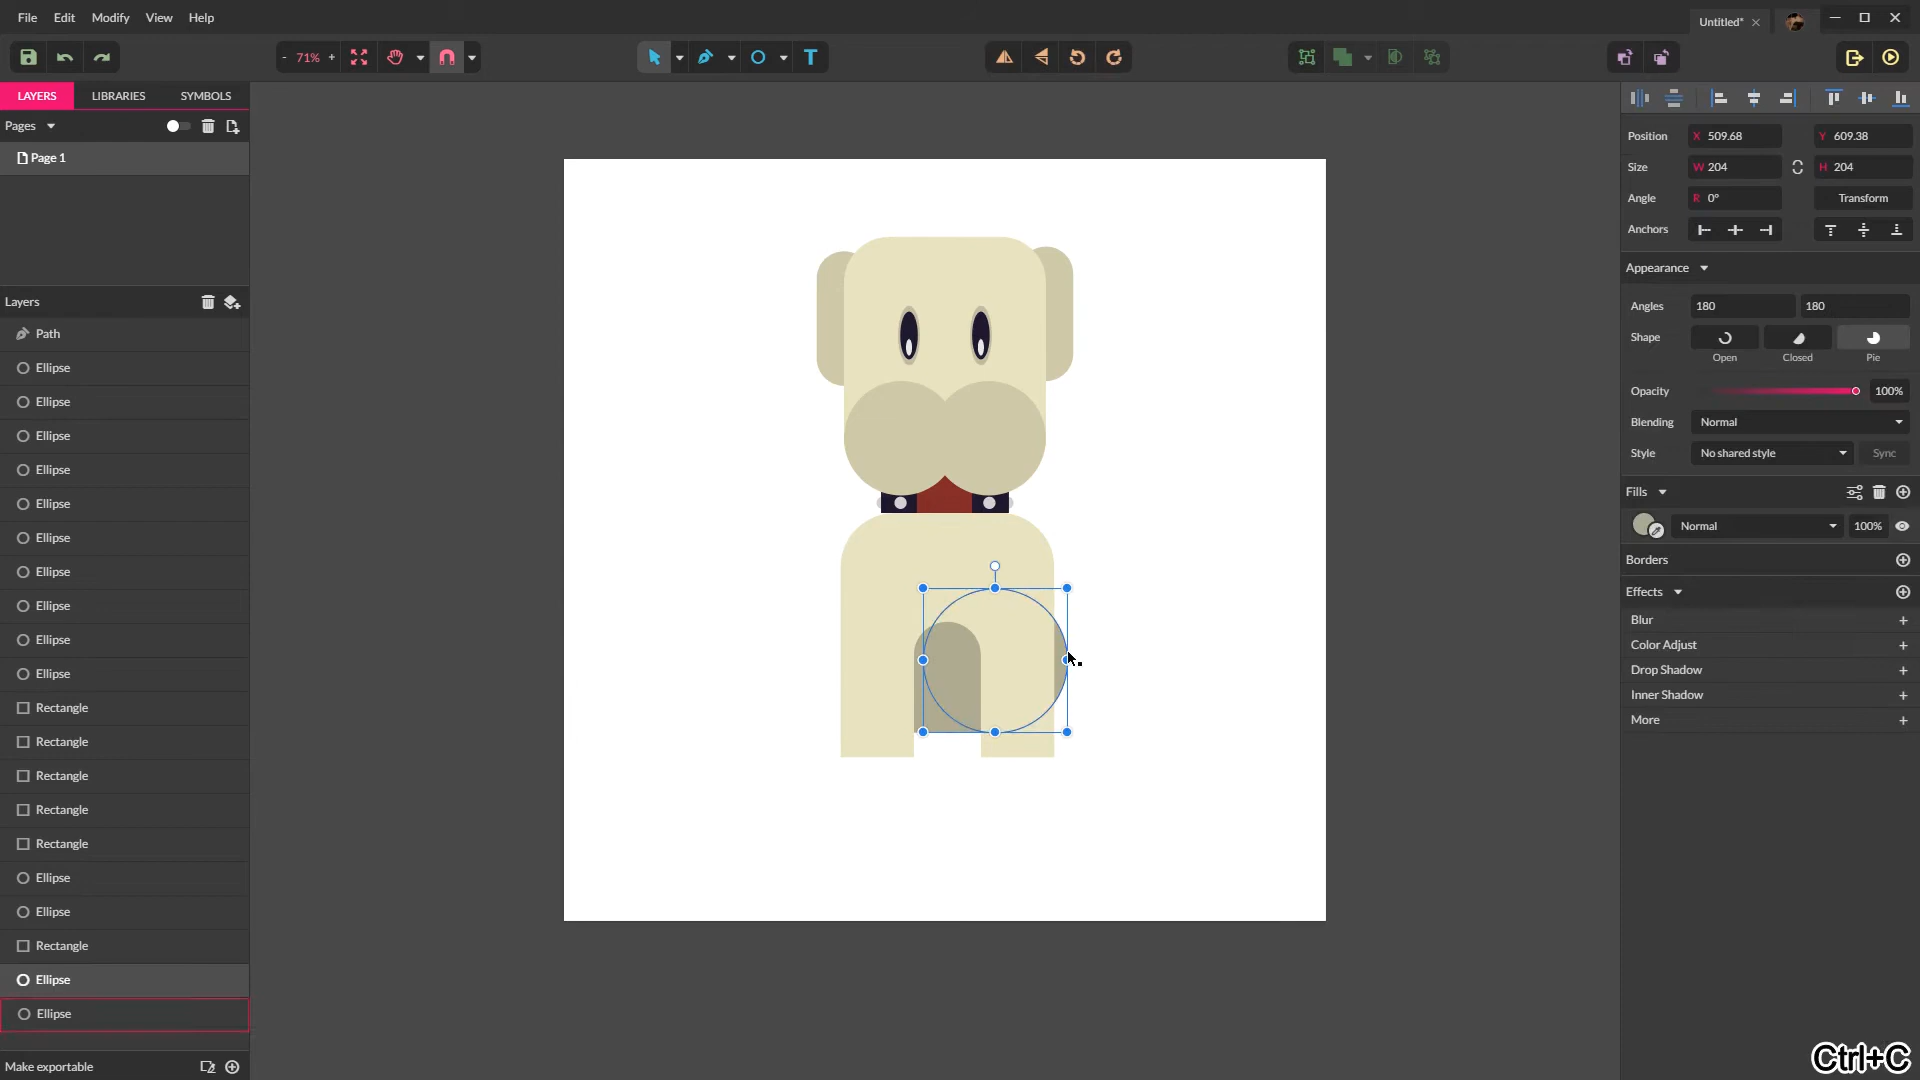 File Edit Modify View Help
Untitled*
- 71% +
T
LAYERS LIBRARIES SYMBOLS
Pages
Page 1
Layers
Path
Ellipse
Ellipse
Ellipse
Ellipse
Ellipse
Ellipse
Ellipse
Ellipse
Ellipse
Ellipse
Rectangle
Rectangle
Rectangle
Rectangle
Rectangle
Ellipse
Ellipse
Rectangle
Ellipse
Ellipse
Make exportable
Position X 509.68 Y 609.38
Size W 204 H 204
Angle R 0° Transform
Anchors
Appearance
Angles 180 180
Shape
Open Closed Pie
Opacity 100%
Blending Normal
Style No shared style Sync
Fills
Normal 100%
Borders
Effects
Blur
Color Adjust
Drop Shadow
Inner Shadow
More
Ctrl+C